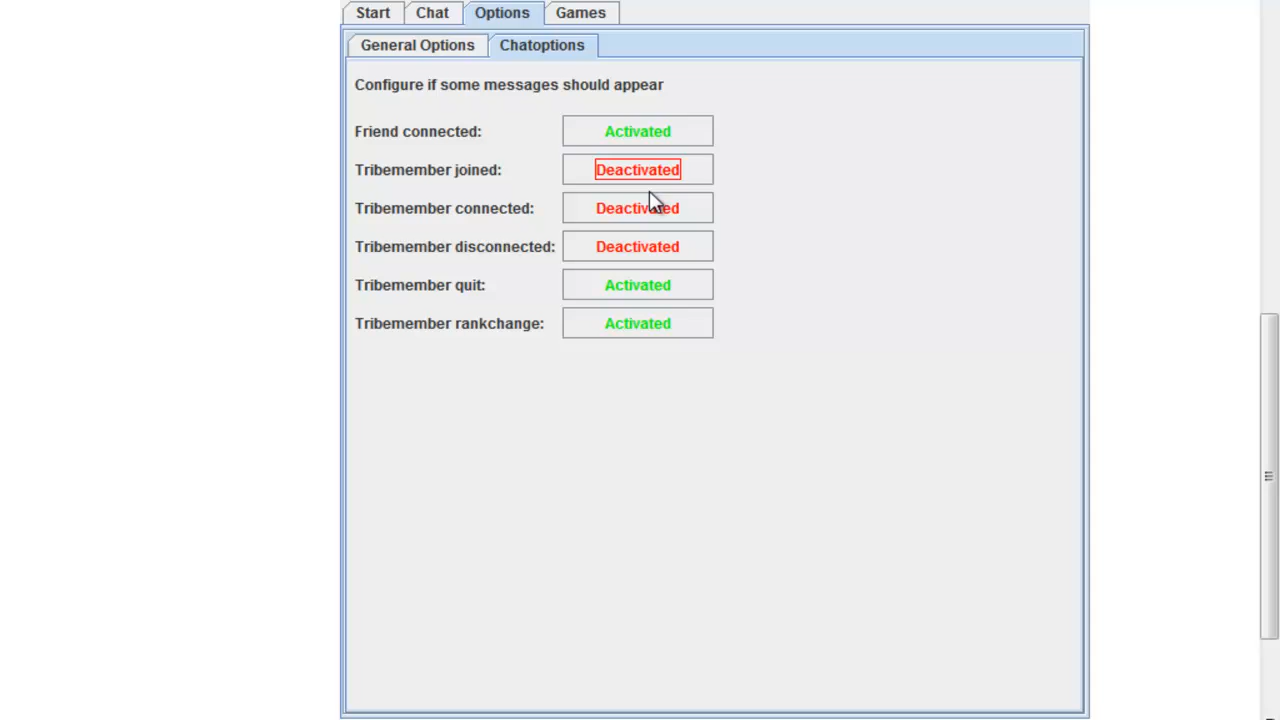 Start Chat Options Games
General Options Chatoptions
Configure if some messages should appear
Friend connected: Activated
Tribemember joined: Deactivated
Tribemember connected: Deactivated
Tribemember disconnected: Deactivated
Tribemember quit: Activated
Tribemember rankchange: Activated